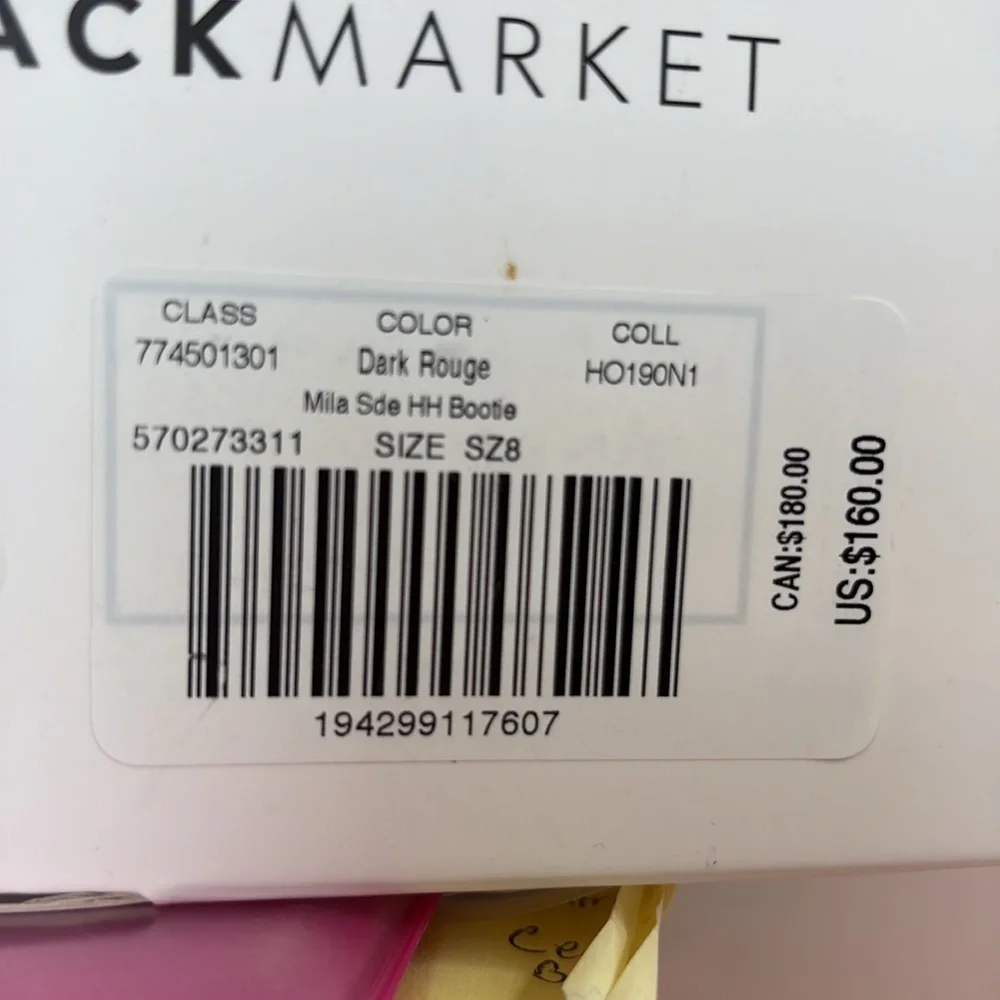 ACKMARKET
CLASS COLOR COLL
774501301 Dark Rouge HO190N1
Mila Sde HH Bootie
570273311 SIZE SZ8
194299117607
CAN:$180.00
US:$160.00
Ce